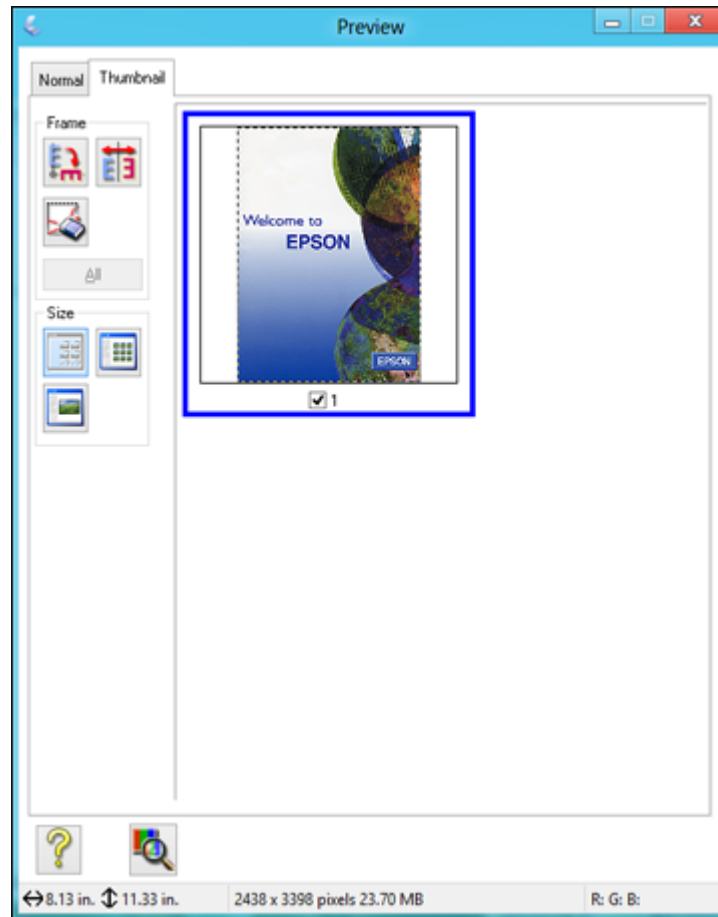 Preview
Normal Thumbnail
Frame
All
Size
Welcome to
EPSON
EPSON
1
8.13 in. 11.33 in. 2438 x 3398 pixels 23.70 MB R: G: B: